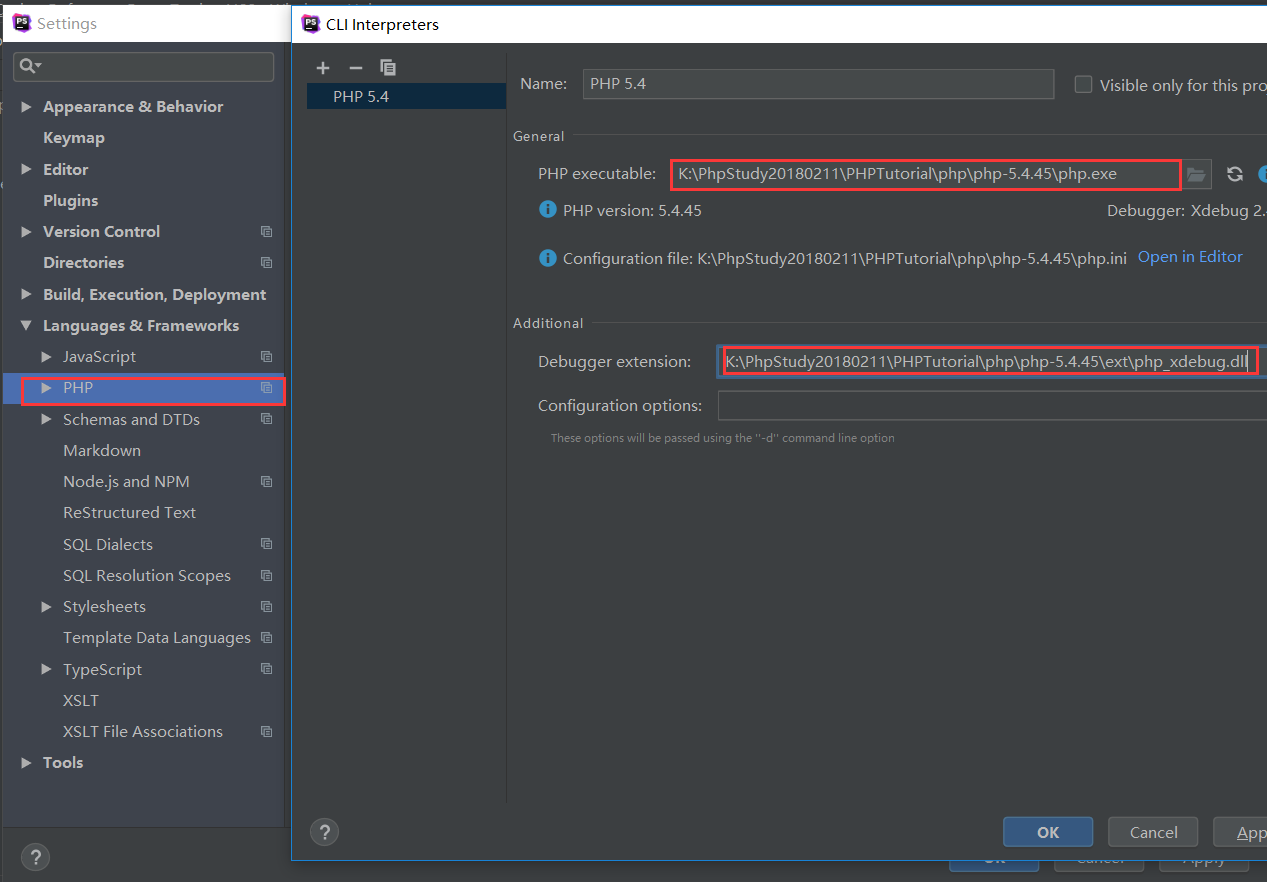 Settings
CLI Interpreters
Appearance & Behavior
Keymap
Editor
Plugins
Version Control
Directories
Build, Execution, Deployment
Languages & Frameworks
JavaScript
PHP
Schemas and DTDs
Markdown
Node.js and NPM
ReStructured Text
SQL Dialects
SQL Resolution Scopes
Stylesheets
Template Data Languages
TypeScript
XSLT
XSLT File Associations
Tools
PHP 5.4
Name: PHP 5.4
Visible only for this pro
General
PHP executable: K:\PhpStudy20180211\PHPTutorial\php\php-5.4.45\php.exe
PHP version: 5.4.45
Debugger: Xdebug 2.
Configuration file: K:\PhpStudy20180211\PHPTutorial\php\php-5.4.45\php.ini Open in Editor
Additional
Debugger extension: K:\PhpStudy20180211\PHPTutorial\php\php-5.4.45\ext\php_xdebug.dll
Configuration options:
These options will be passed using the "-d" command line option
?
OK
Cancel
App
?